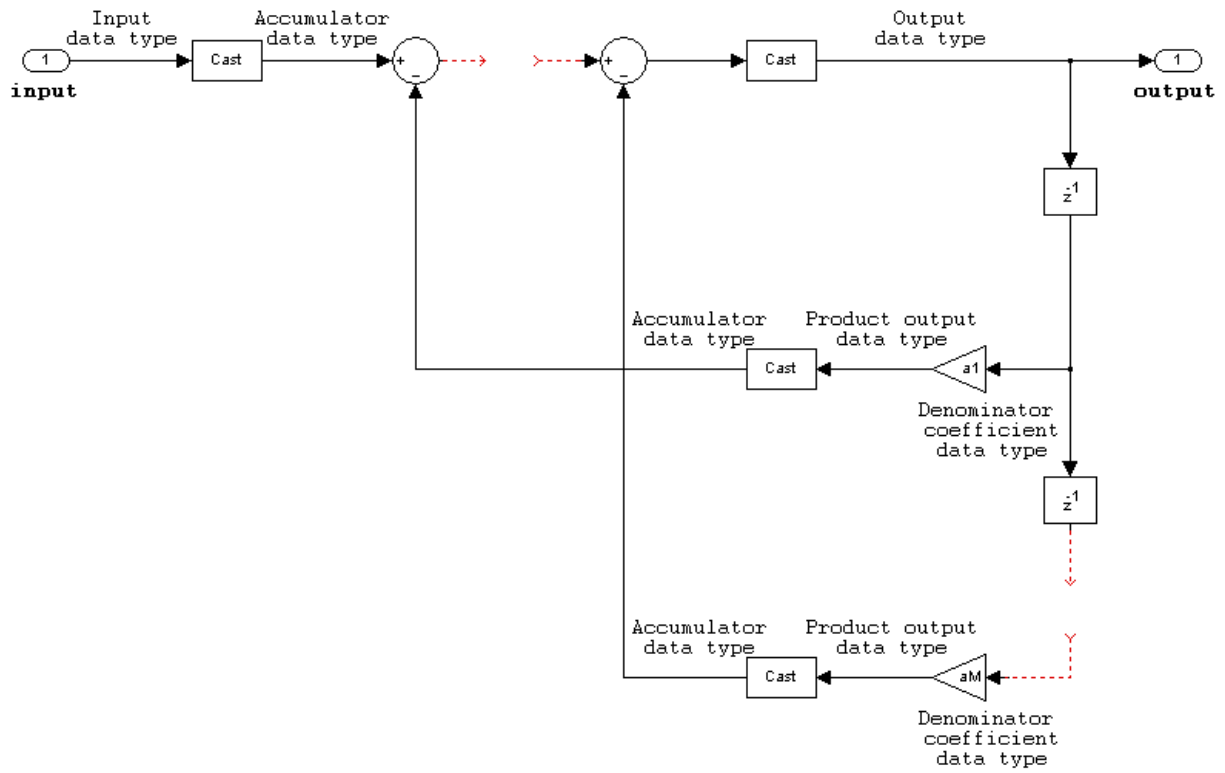 Input
data type
Accumulator
data type
Output
data type
1
Cast
+
−
+
−
Cast
1
input
output
z-1
Accumulator
data type
Product output
data type
Cast
a1
Denominator
coefficient
data type
z-1
Accumulator
data type
Product output
data type
Cast
aM
Denominator
coefficient
data type